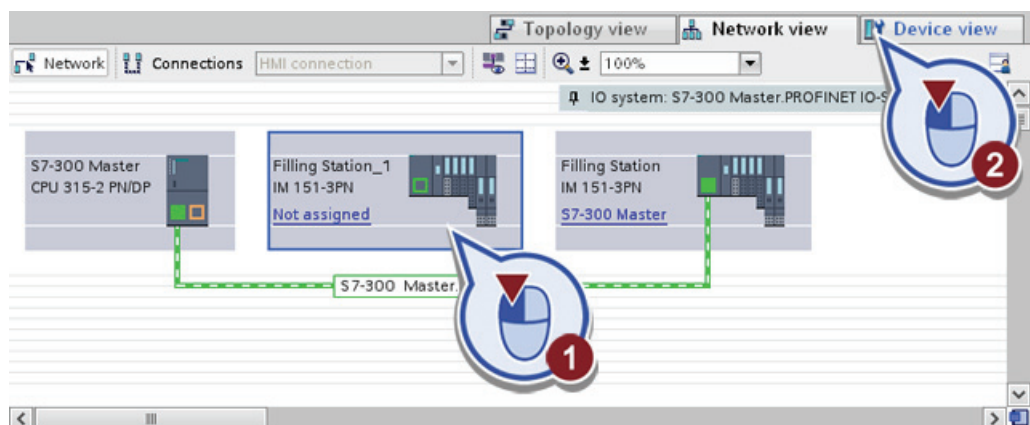 Topology view Network view Device view
Network Connections HMI connection 100%
IO system: S7-300 Master.PROFINET IO-S
S7-300 Master
CPU 315-2 PN/DP
Filling Station_1
IM 151-3PN
Not assigned
Filling Station
IM 151-3PN
S7-300 Master
S7-300 Master.
1
2